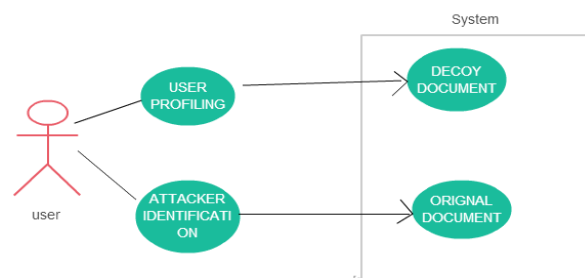 System
USER
PROFILING
DECOY
DOCUMENT
user
ATTACKER
IDENTIFICATI
ON
ORIGNAL
DOCUMENT